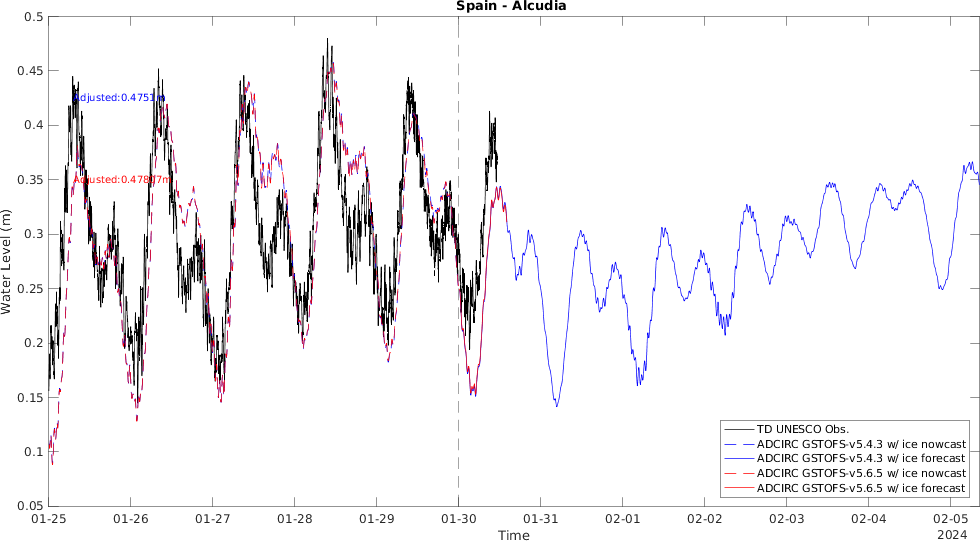 Spain - Alcudia
0.5
0.45
0.4
0.35
0.3
0.25
0.2
0.15
0.1
0.05
Water Level (m)
Adjusted:0.4751m
TD UNESCO Obs.
ADCIRC GSTOFS-v5.4.3 w/ ice nowcast
ADCIRC GSTOFS-v5.4.3 w/ ice forecast
ADCIRC GSTOFS-v5.6.5 w/ ice nowcast
ADCIRC GSTOFS-v5.6.5 w/ ice forecast
01-25 01-26 01-27 01-28 01-29 01-30 01-31 02-01 02-02 02-03 02-04 02-05
Time
2024